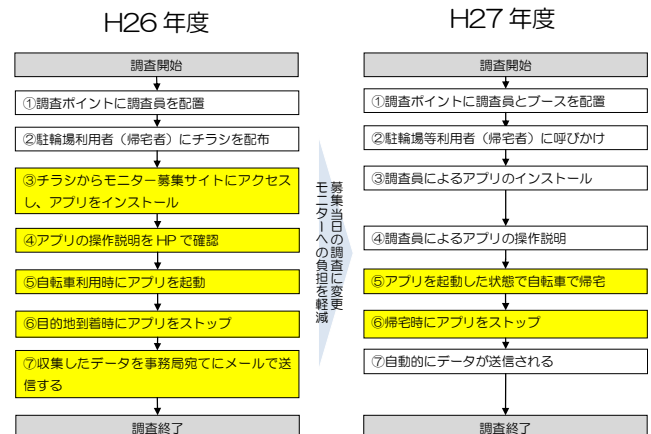 H26 年度
調査開始
①調査ポイントに調査員を配置
②駐輪場利用者（帰宅者）にチラシを配布
③チラシからモニター募集サイトにアクセス
し、アプリをインストール
④アプリの操作説明を HP で確認
⑤自転車利用時にアプリを起動
⑥目的地到着時にアプリをストップ
⑦収集したデータを事務局宛てにメールで送
信する
調査終了
募集当日の調査に変更
モニターへの負担を軽減
H27 年度
調査開始
①調査ポイントに調査員とブースを配置
②駐輪場等利用者（帰宅者）に呼びかけ
③調査員によるアプリのインストール
④調査員によるアプリの操作説明
⑤アプリを起動した状態で自転車で帰宅
⑥帰宅時にアプリをストップ
⑦自動的にデータが送信される
調査終了